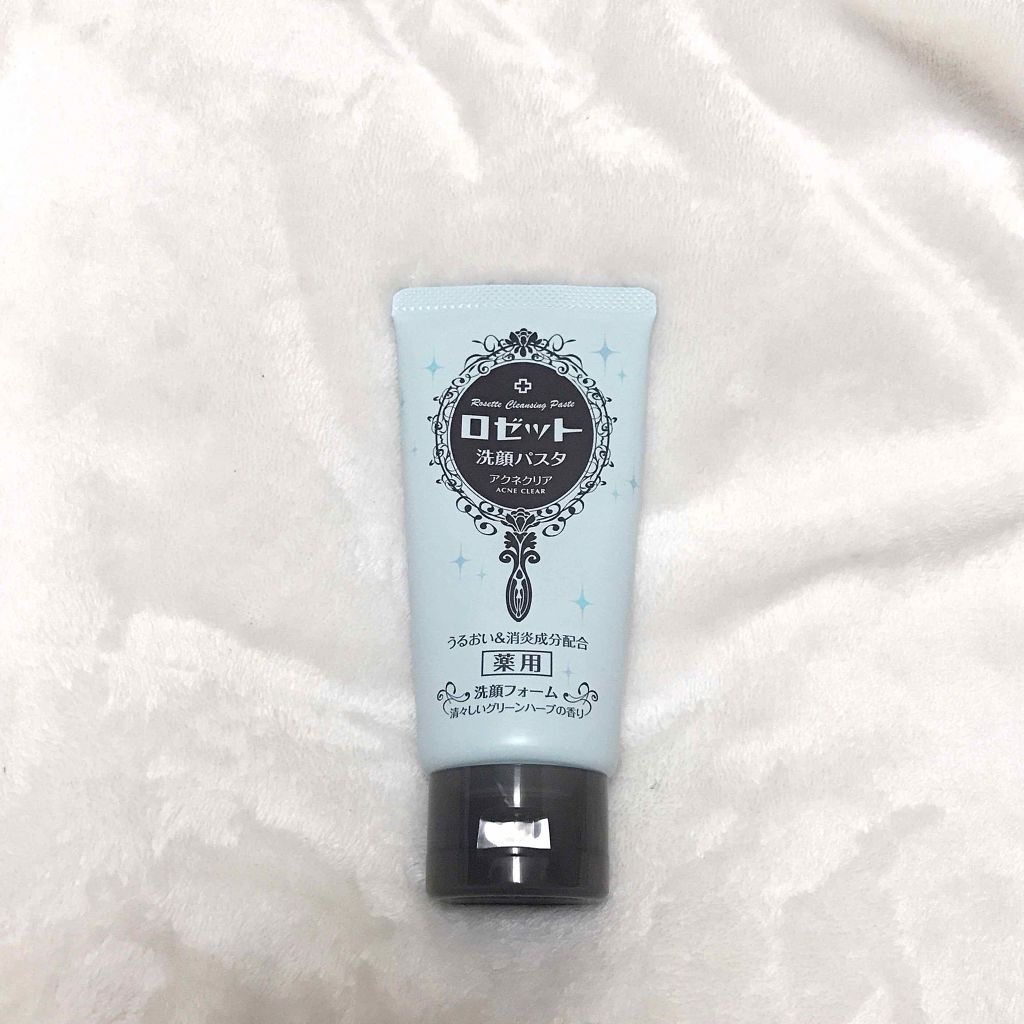 Rosette Cleansing Paste
ロゼット
洗顔パスタ
アクネクリア
ACNE CLEAR
うるおい&消炎成分配合
薬用
洗顔フォーム
清々しいグリーンハーブの香り